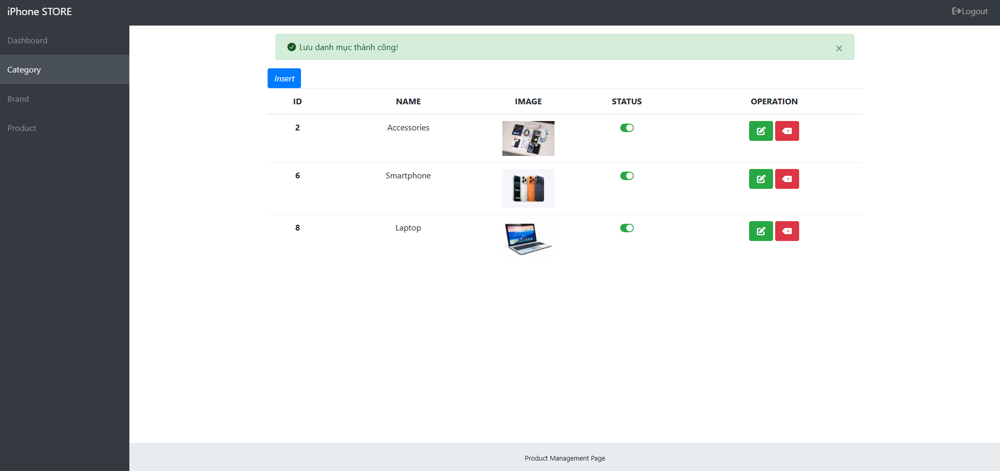 iPhone STORE
Logout
Dashboard
Category
Brand
Product
Lưu danh mục thành công!
×
Insert
ID NAME IMAGE STATUS OPERATION
2 Accessories
6 Smartphone
8 Laptop
Product Management Page